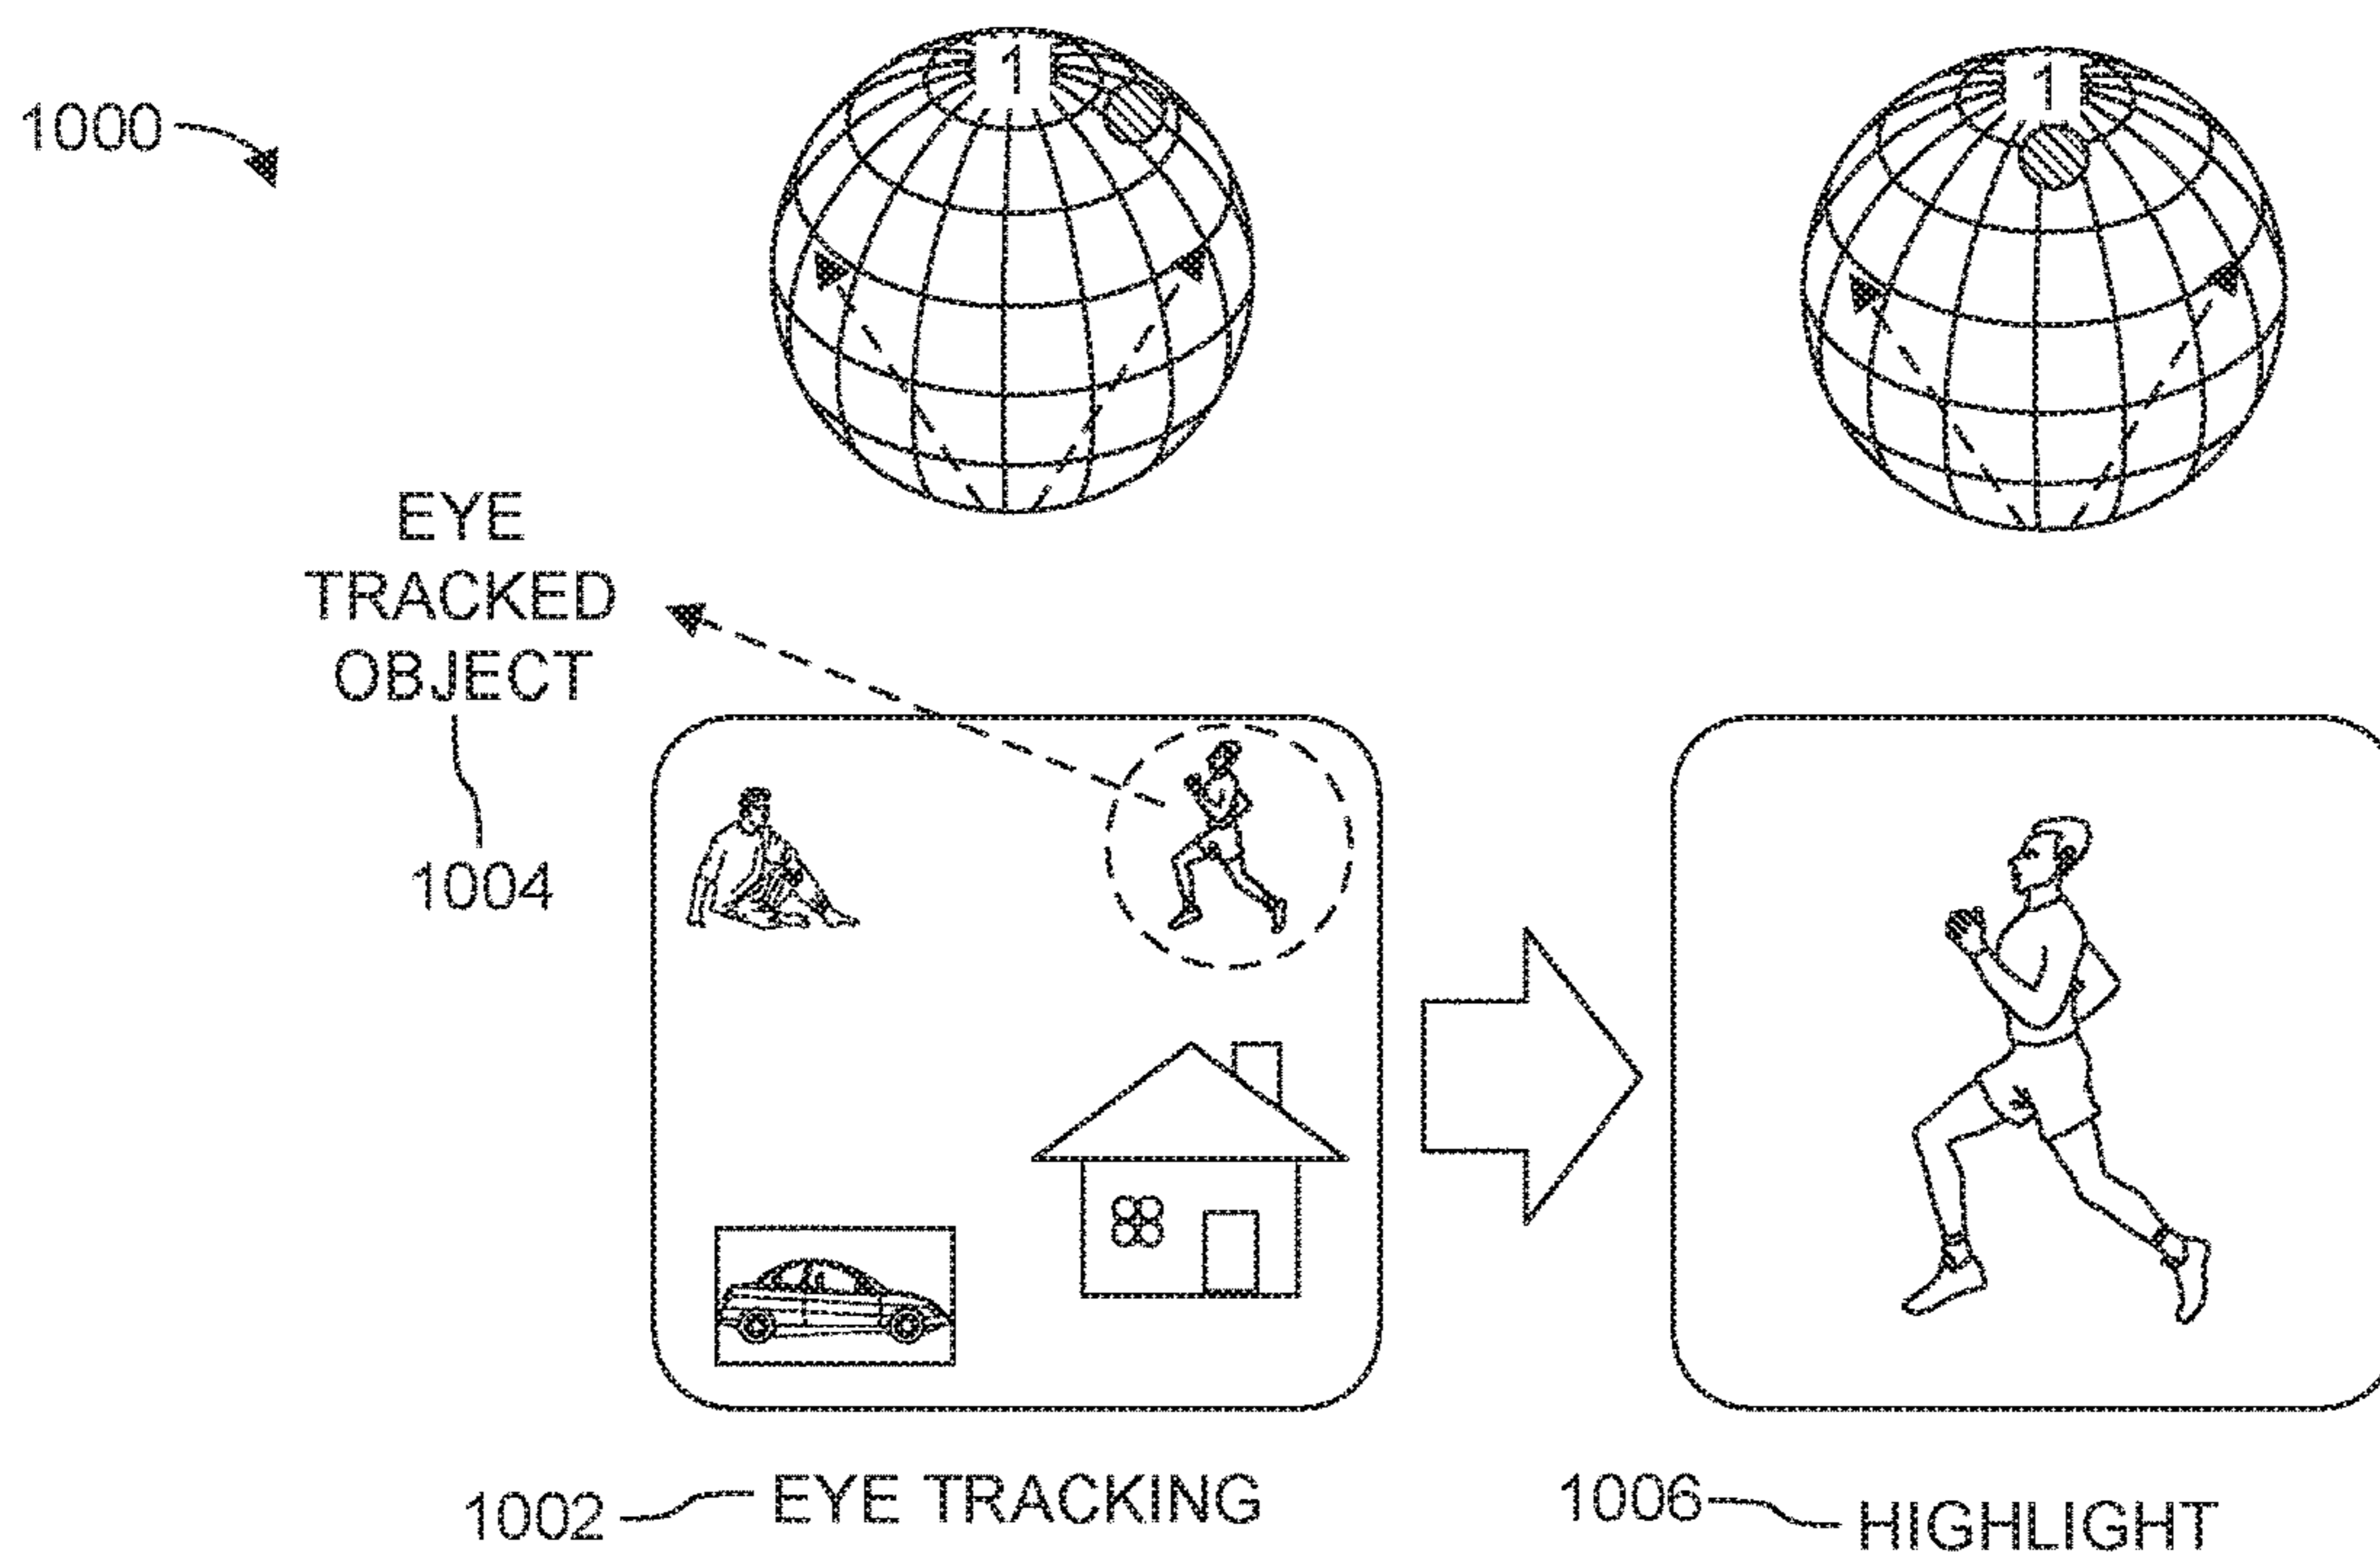 1
1
1000
EYE
TRACKED
OBJECT
1004
1002
EYE TRACKING
1006
HIGHLIGHT